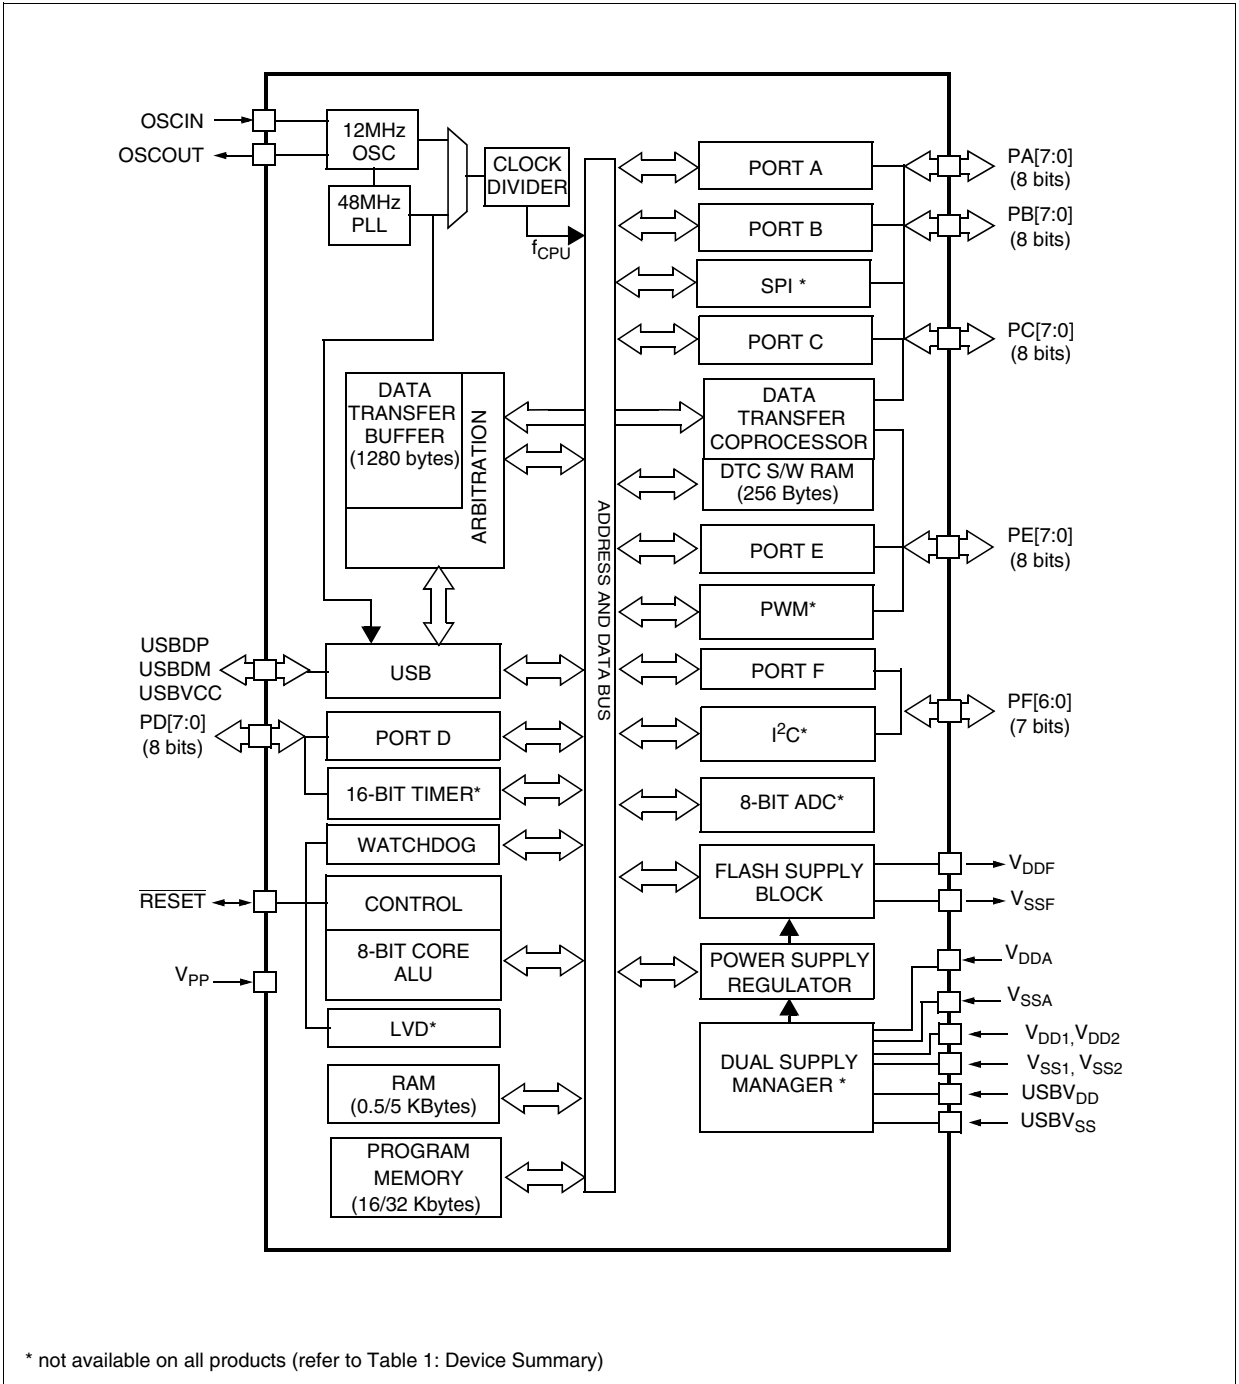 OSCIN
OSCOUT
12MHz
OSC
48MHz
PLL
CLOCK
DIVIDER
fCPU
DATA
TRANSFER
BUFFER
(1280 bytes)
ARBITRATION
USBDP
USBDM
USBVCC
USB
PD[7:0]
(8 bits)
PORT D
16-BIT TIMER*
WATCHDOG
RESET
CONTROL
8-BIT CORE
ALU
VPP
LVD*
RAM
(0.5/5 KBytes)
PROGRAM
MEMORY
(16/32 Kbytes)
ADDRESS AND DATA BUS
PORT A
PA[7:0]
(8 bits)
PORT B
PB[7:0]
(8 bits)
SPI *
PORT C
PC[7:0]
(8 bits)
DATA
TRANSFER
COPROCESSOR
DTC S/W RAM
(256 Bytes)
PORT E
PE[7:0]
(8 bits)
PWM*
PORT F
PF[6:0]
(7 bits)
I²C*
8-BIT ADC*
FLASH SUPPLY
BLOCK
VDDF
VSSF
POWER SUPPLY
REGULATOR
VDDA
VSSA
DUAL SUPPLY
MANAGER *
VDD1, VDD2
VSS1, VSS2
USBVDD
USBVSS
* not available on all products (refer to Table 1: Device Summary)